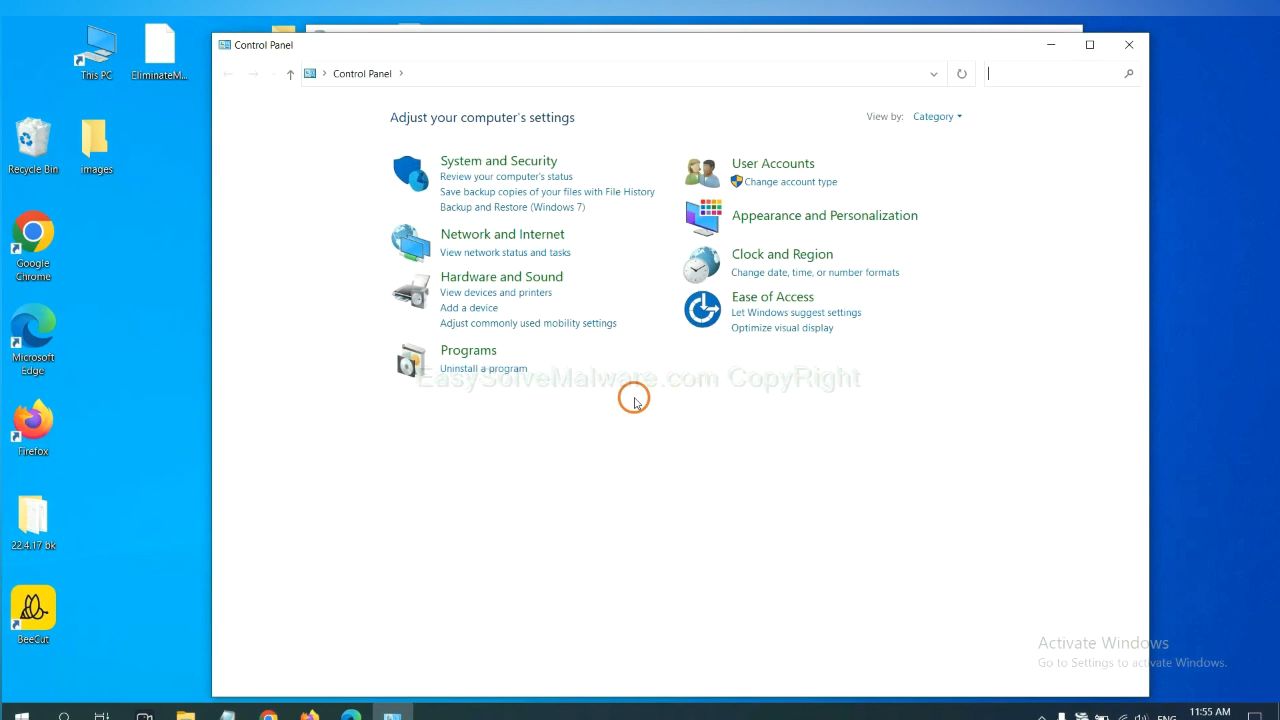 Control Panel
Control Panel
This PC
EliminateM...
Recycle Bin
images
Google
Chrome
Microsoft
Edge
Firefox
22.4.17 bk
BeeCut
Adjust your computer's settings
View by: Category
System and Security
Review your computer's status
Save backup copies of your files with File History
Backup and Restore (Windows 7)
Network and Internet
View network status and tasks
Hardware and Sound
View devices and printers
Add a device
Adjust commonly used mobility settings
Programs
Uninstall a program
User Accounts
Change account type
Appearance and Personalization
Clock and Region
Change date, time, or number formats
Ease of Access
Let Windows suggest settings
Optimize visual display
EasySolveMalware.com CopyRight
Activate Windows
Go to Settings to activate Windows.
ENG
11:55 AM